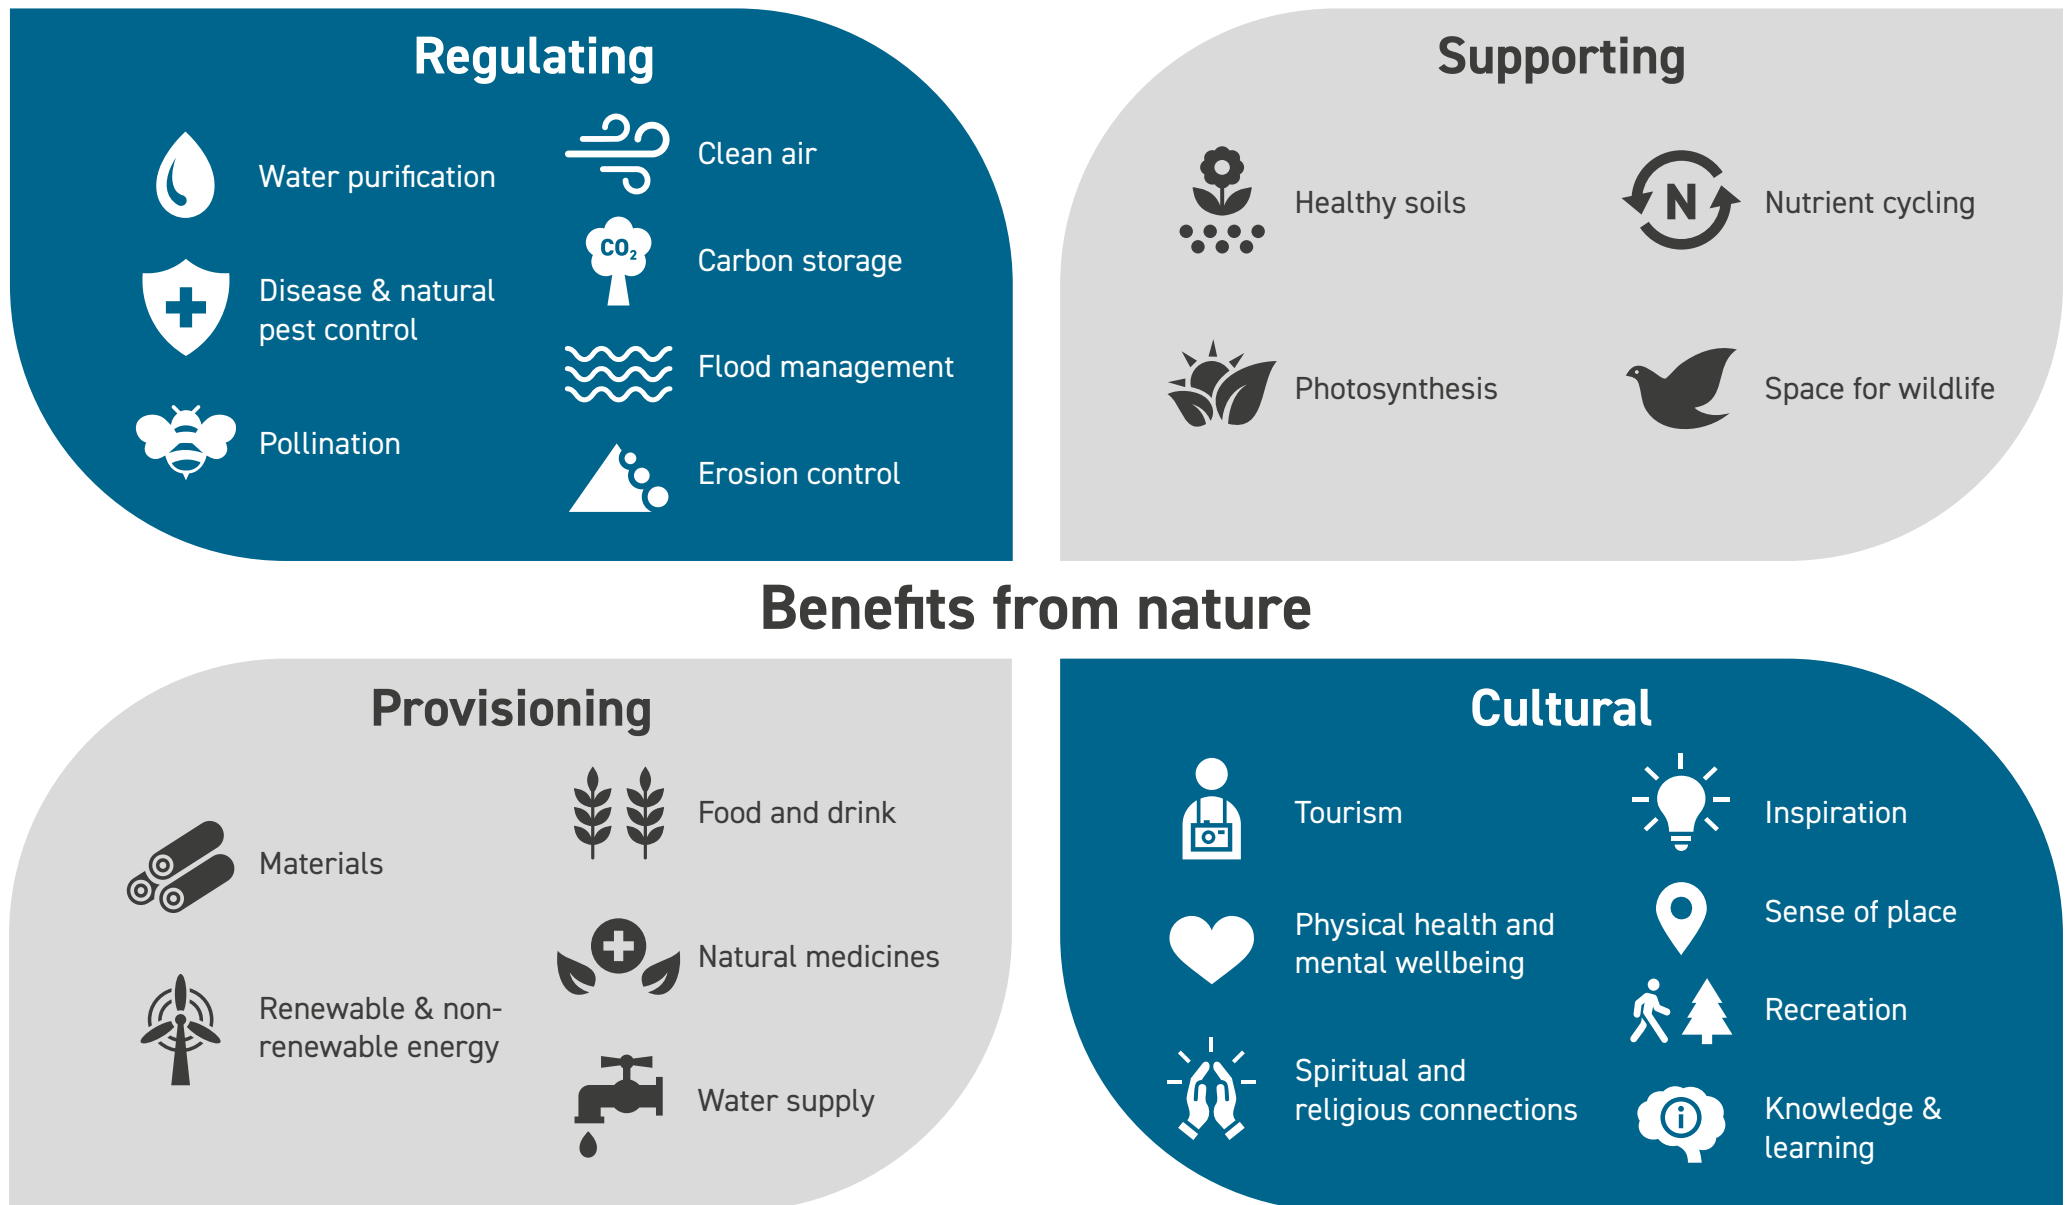 Regulating
Water purification
Disease & natural
pest control
Pollination
Clean air
CO₂
Carbon storage
Flood management
Erosion control
Supporting
Healthy soils
N
Nutrient cycling
Photosynthesis
Space for wildlife
Benefits from nature
Provisioning
Materials
Renewable & non-
renewable energy
Food and drink
Natural medicines
Water supply
Cultural
Tourism
Physical health and
mental wellbeing
Spiritual and
religious connections
Inspiration
Sense of place
Recreation
i
Knowledge &
learning